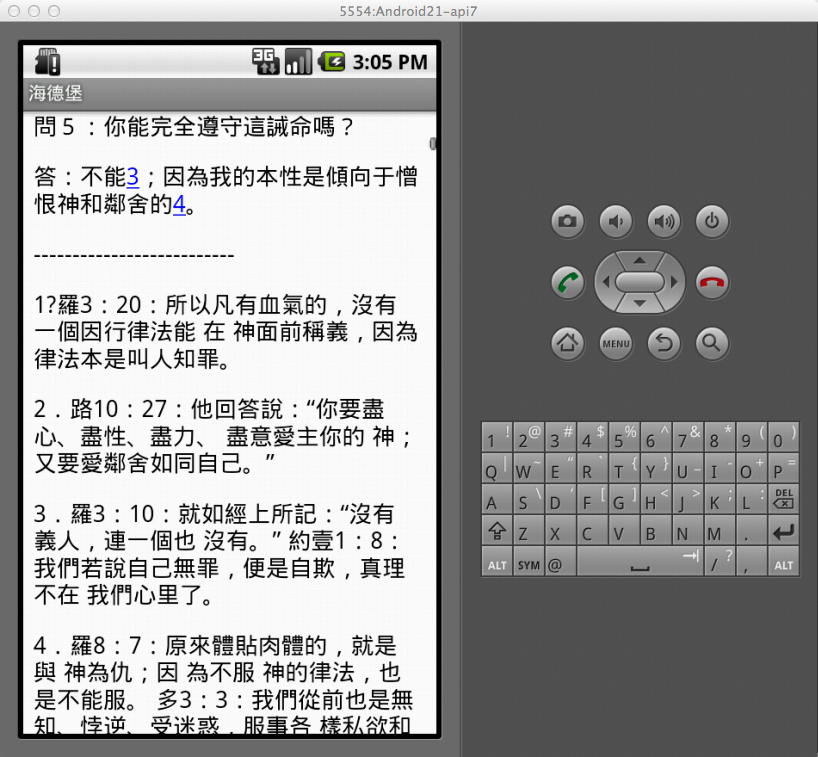 5554:Android21-api7
3G
3:05 PM
海德堡
問 5 ：你能完全遵守這誡命嗎？
答：不能3；因為我的本性是傾向于憎
恨神和鄰舍的4。
--------------------------
1?羅3：20：所以凡有血氣的，沒有
一個因行律法能 在 神面前稱義，因為
律法本是叫人知罪。
2．路10：27：他回答說：“你要盡
心、盡性、盡力、 盡意愛主你的 神；
又要愛鄰舍如同自己。”
3．羅3：10：就如經上所記：“沒有
義人，連一個也 沒有。” 約壹1：8：
我們若說自己無罪，便是自欺，真理
不在 我們心里了。
4．羅8：7：原來體貼肉體的，就是
與 神為仇；因 為不服 神的律法，也
是不能服。 多3：3：我們從前也是無
知、悖逆、受迷惑，服事各 樣私欲和
MENU
1 ! 2 @ 3 # 4 $ 5 % 6 ^ 7 & 8 * 9 ( 0 )
Q | W ~ E “ R ` T { Y } U _ I - O + P =
A S \ D ‘ F [ G ] H < J > K ; L : DEL
Z X C V B N M .
ALT SYM @ / ? , ALT